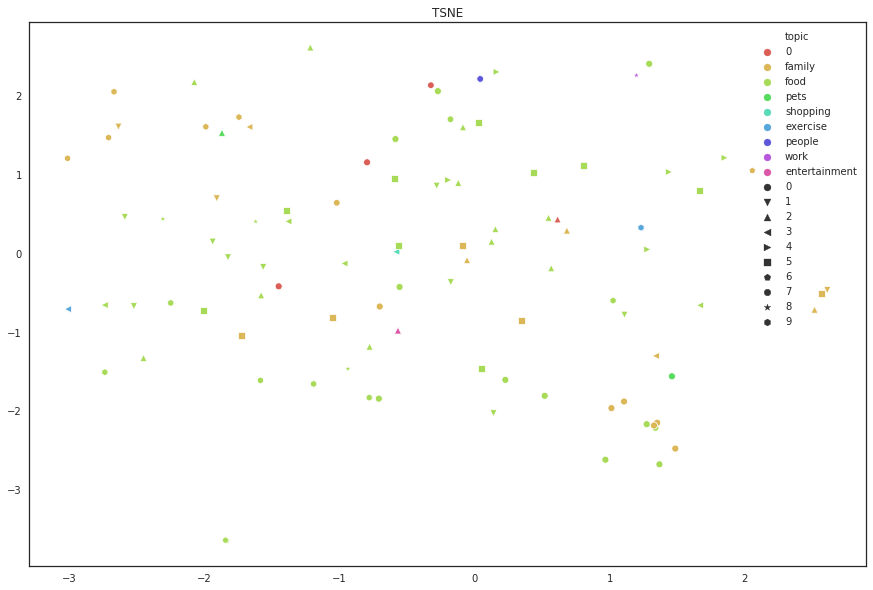 TSNE
topic
0
family
food
pets
shopping
exercise
people
work
entertainment
0
1
2
3
4
5
6
7
8
9
2
1
0
−1
−2
−3
−3 −2 −1 0 1 2